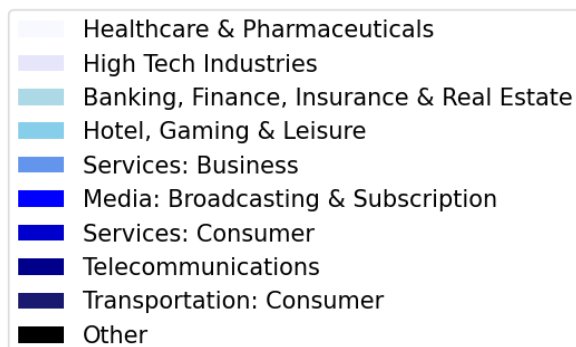 Healthcare & Pharmaceuticals
High Tech Industries
Banking, Finance, Insurance & Real Estate
Hotel, Gaming & Leisure
Services: Business
Media: Broadcasting & Subscription
Services: Consumer
Telecommunications
Transportation: Consumer
Other